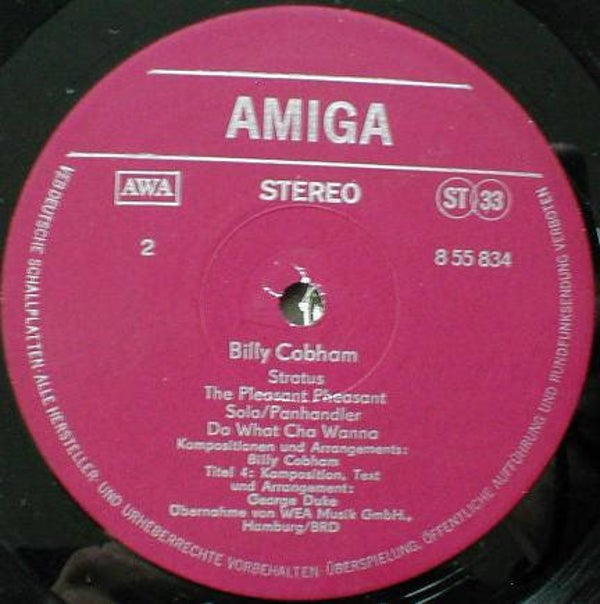 AMIGA
AWA
STEREO
ST 33
2
8 55 834
Billy Cobham
Stratus
The Pleasant Pheasant
Solo/Panhandler
Do What Cha Wanna
Kompositionen und Arrangements:
Billy Cobham
Titel 4: Komposition, Text
und Arrangement:
George Duke
Übernahme von WEA Musik GmbH.,
Hamburg/BRD
VEB DEUTSCHE SCHALLPLATTEN · ALLE HERSTELLER- UND URHEBERRECHTE VORBEHALTEN · ÜBERSPIELUNG, ÖFFENTLICHE AUFFÜHRUNG UND RUNDFUNKSENDUNG VERBOTEN